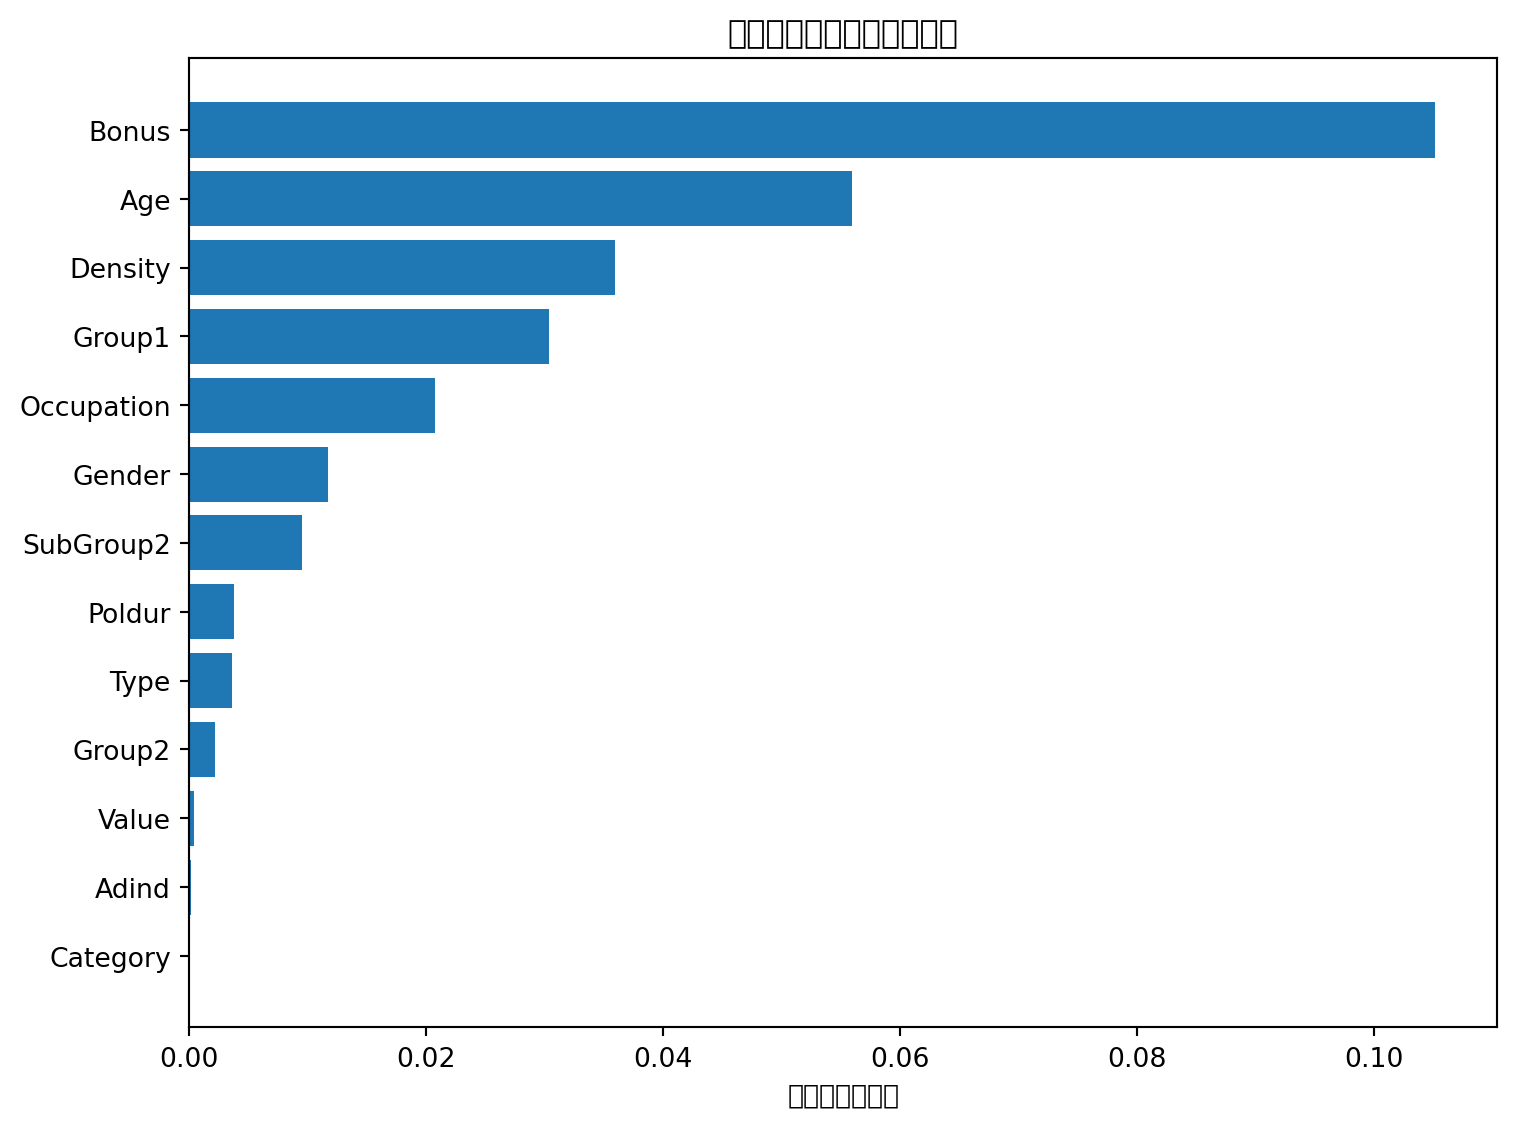 Bonus
Age
Density
Group1
Occupation
Gender
SubGroup2
Poldur
Type
Group2
Value
Adind
Category
0.00 0.02 0.04 0.06 0.08 0.10